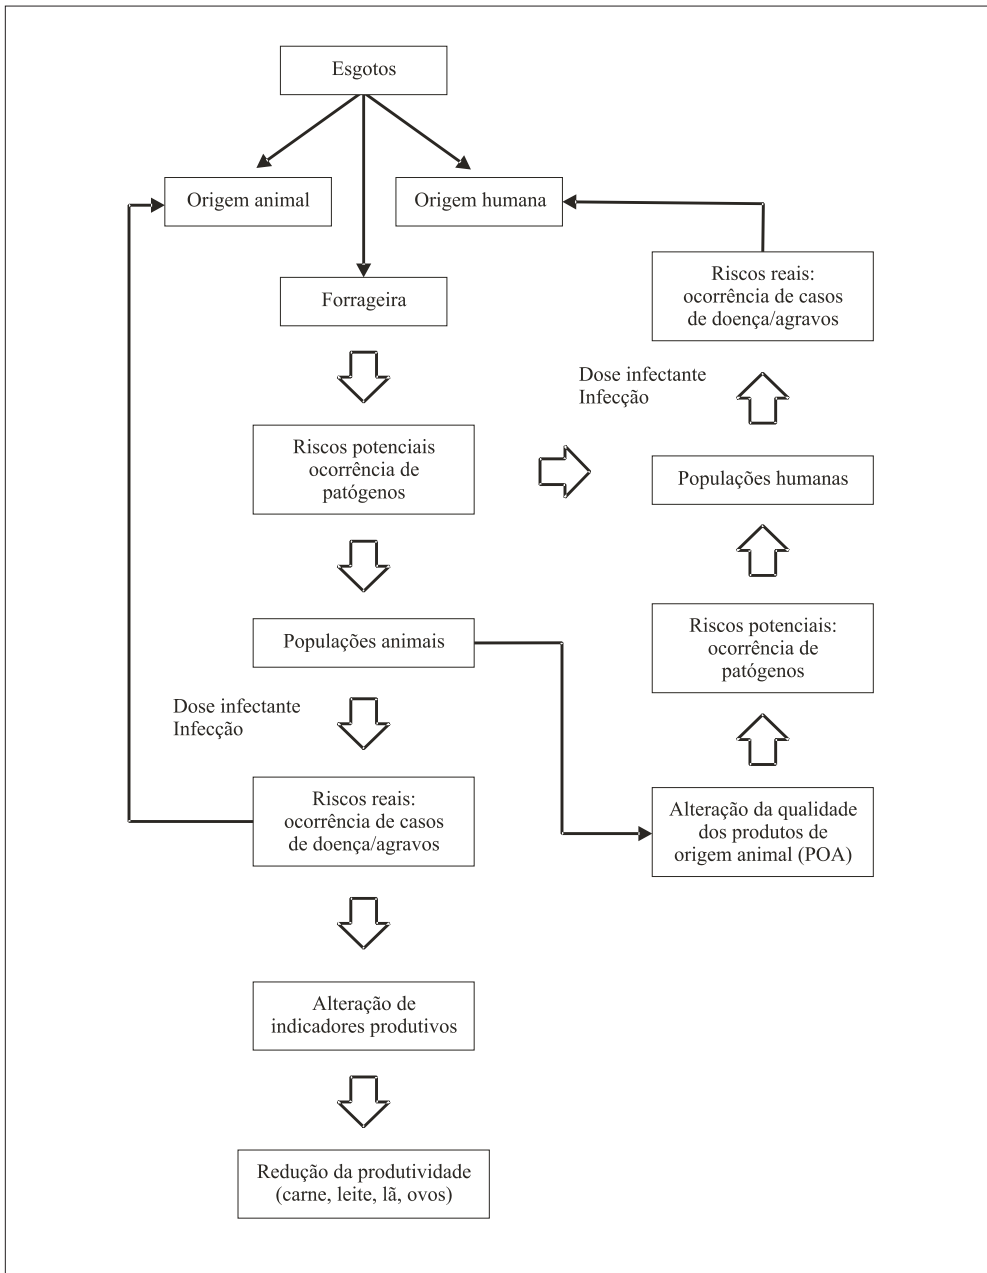 Esgotos
Origem animal
Origem humana
Forrageira
Riscos reais:
ocorrência de casos
de doença/agravos
Dose infectante
Infecção
Riscos potenciais
ocorrência de
patógenos
Populações humanas
Populações animais
Riscos potenciais:
ocorrência de
patógenos
Dose infectante
Infecção
Riscos reais:
ocorrência de casos
de doença/agravos
Alteração da qualidade
dos produtos de
origem animal (POA)
Alteração de
indicadores produtivos
Redução da produtividade
(carne, leite, lã, ovos)